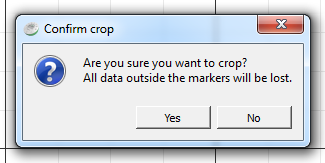 Confirm crop
Are you sure you want to crop?
All data outside the markers will be lost.
Yes
No